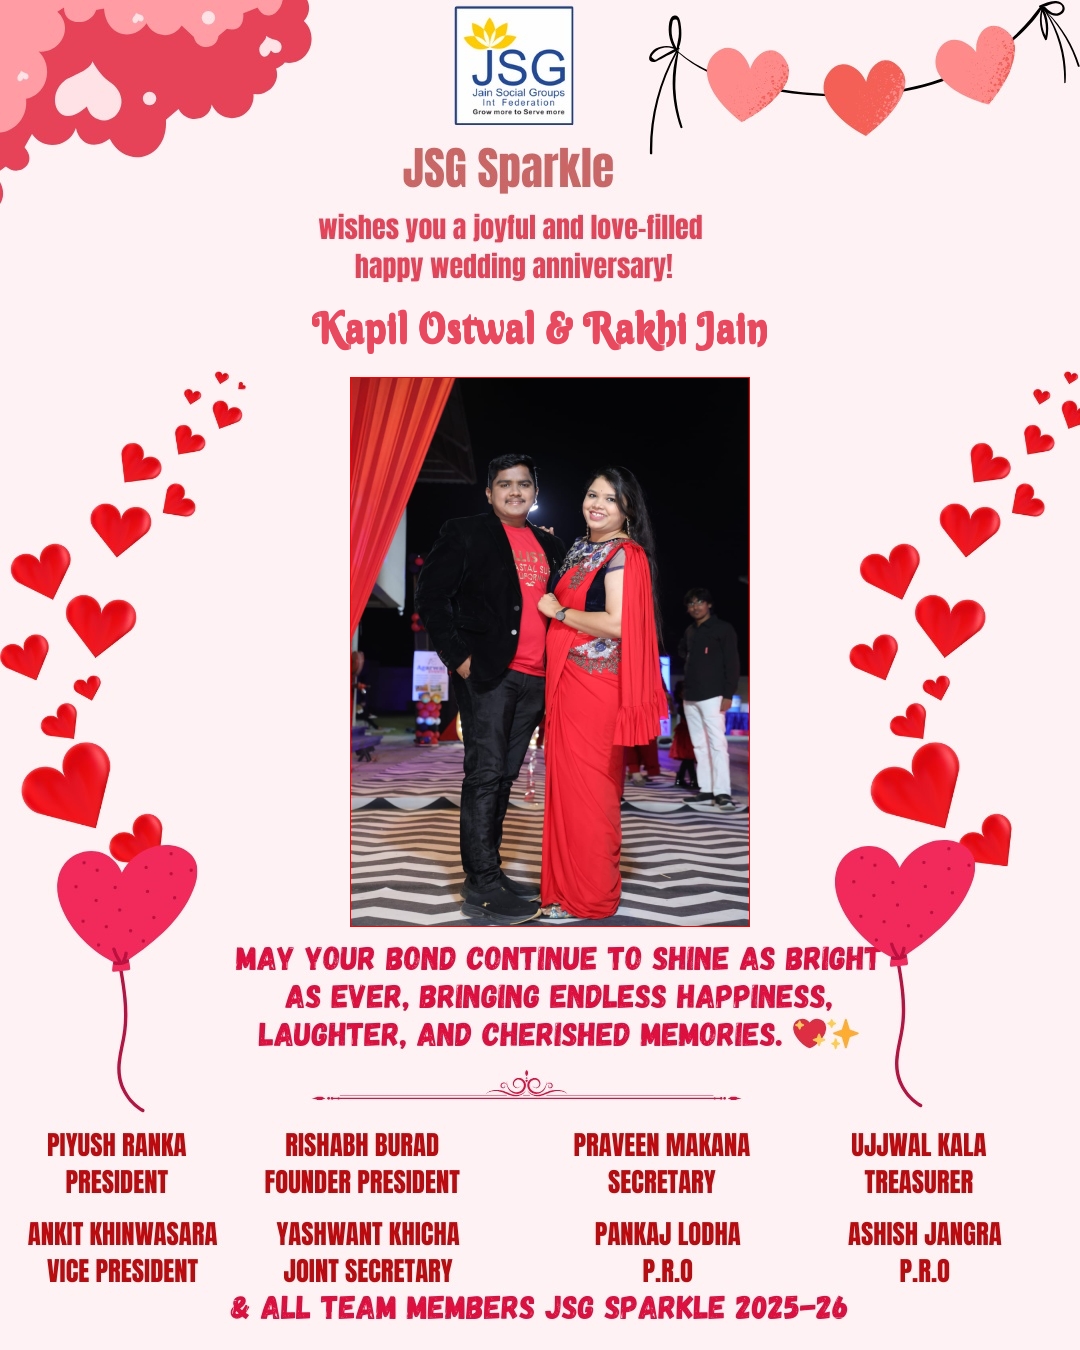 JSG
Jain Social Groups
Int Federation
Grow more to Serve more
JSG Sparkle
wishes you a joyful and love-filled
happy wedding anniversary!
Kapil Ostwal & Rakhi Jain
MAY YOUR BOND CONTINUE TO SHINE AS BRIGHT
AS EVER, BRINGING ENDLESS HAPPINESS,
LAUGHTER, AND CHERISHED MEMORIES. 💖✨
PIYUSH RANKA
PRESIDENT
RISHABH BURAD
FOUNDER PRESIDENT
PRAVEEN MAKANA
SECRETARY
UJJWAL KALA
TREASURER
ANKIT KHINWASARA
VICE PRESIDENT
YASHWANT KHICHA
JOINT SECRETARY
PANKAJ LODHA
P.R.O
ASHISH JANGRA
P.R.O
& ALL TEAM MEMBERS JSG SPARKLE 2025-26